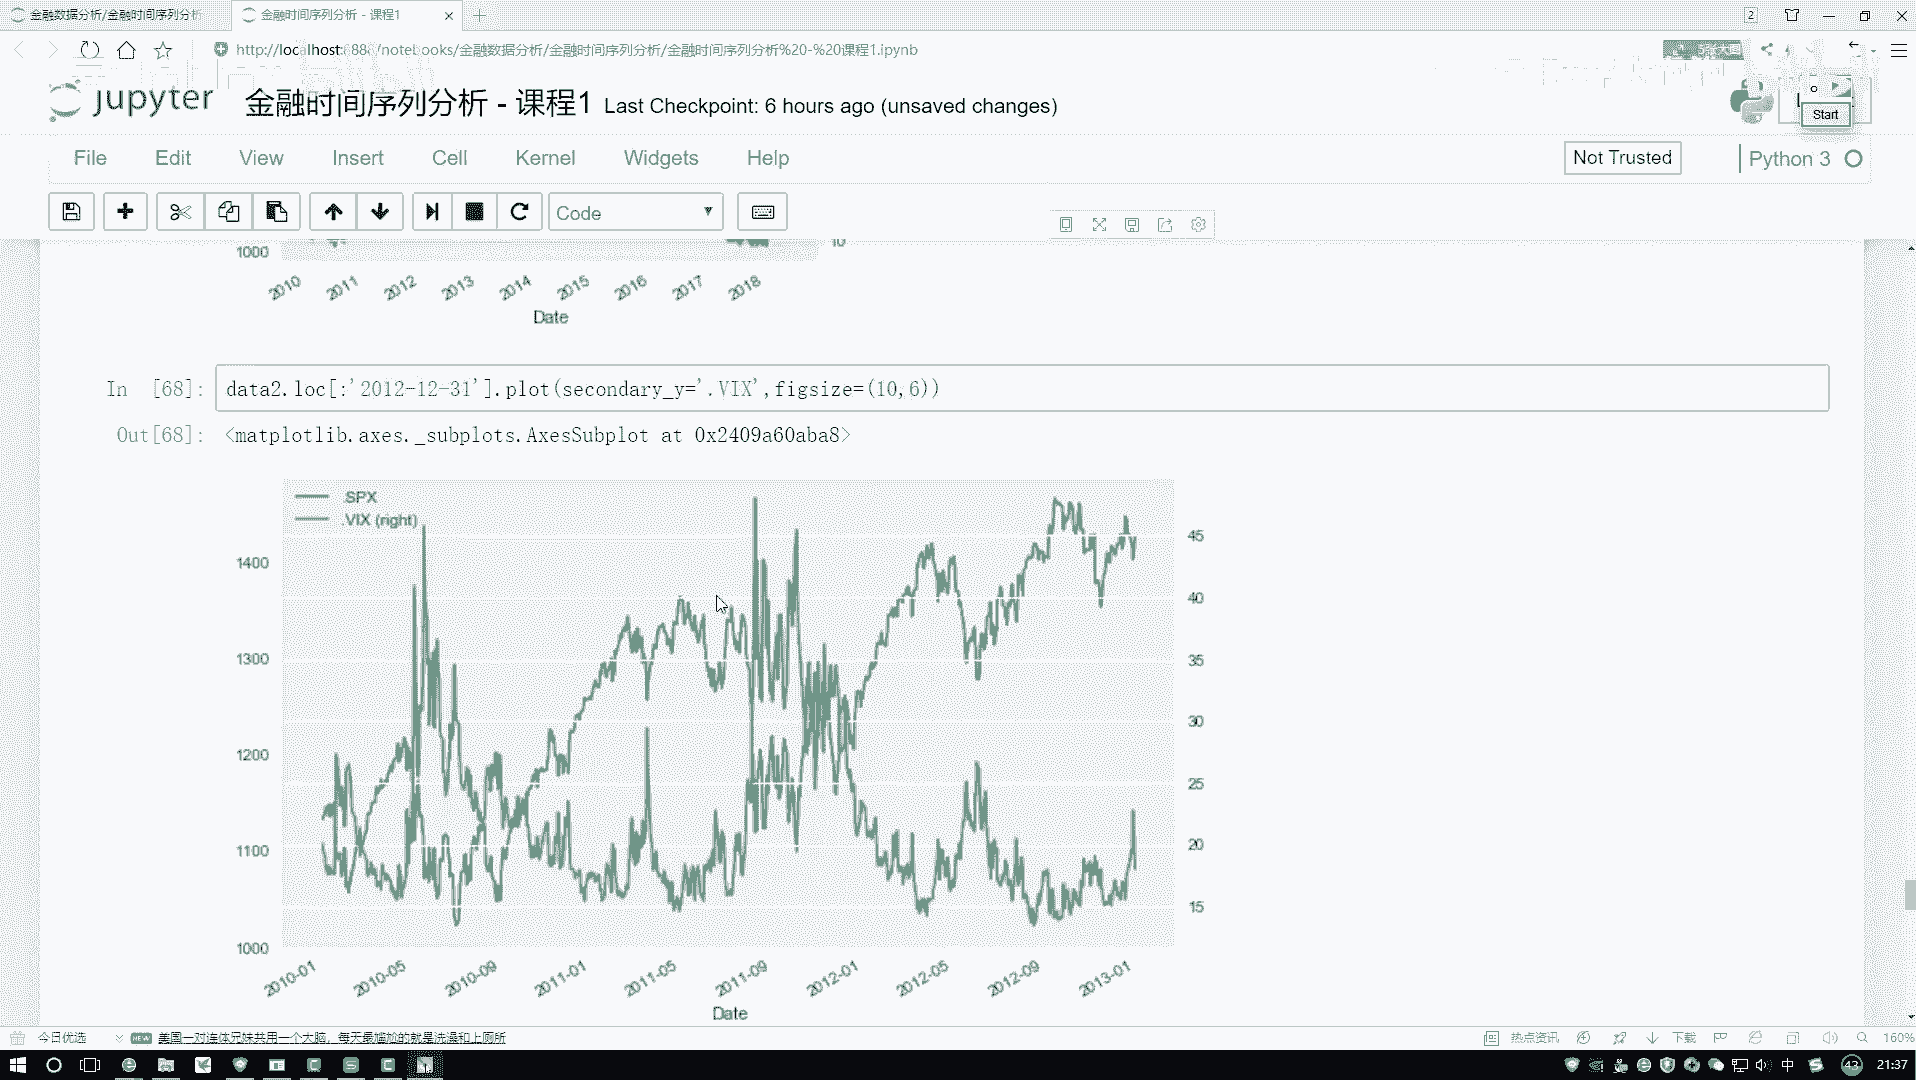 金融数据分析/金融时间序列分析
金融时间序列分析 - 课程1
2
http://localhost:888/notebooks/金融数据分析/金融时间序列分析/金融时间序列分析%20-%20课程1.ipynb
5张大图
jupyter 金融时间序列分析 - 课程1 Last Checkpoint: 6 hours ago (unsaved changes)
Start
File Edit View Insert Cell Kernel Widgets Help
Not Trusted
Python 3
Code
1000
10
2010 2011 2012 2013 2014 2015 2016 2017 2018
Date
In [68]: data2.loc[:'2012-12-31'].plot(secondary_y='.VIX',figsize=(10,6))
Out[68]: <matplotlib.axes._subplots.AxesSubplot at 0x2409a60aba8>
.SPX
.VIX (right)
45
1400
40
1300
35
30
1200
25
1100
20
15
1000
2010-01 2010-05 2010-09 2011-01 2011-05 2011-09 2012-01 2012-05 2012-09 2013-01
Date
今日优选
NEW
美国一对连体兄妹共用一个大脑，每天最尴尬的就是洗澡和上厕所
热点资讯
下载
160%
中
43
21:37